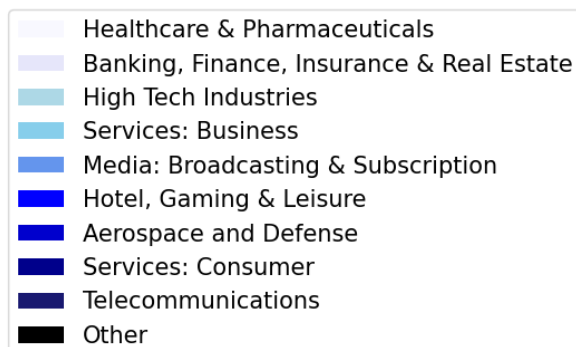 Healthcare & Pharmaceuticals
Banking, Finance, Insurance & Real Estate
High Tech Industries
Services: Business
Media: Broadcasting & Subscription
Hotel, Gaming & Leisure
Aerospace and Defense
Services: Consumer
Telecommunications
Other